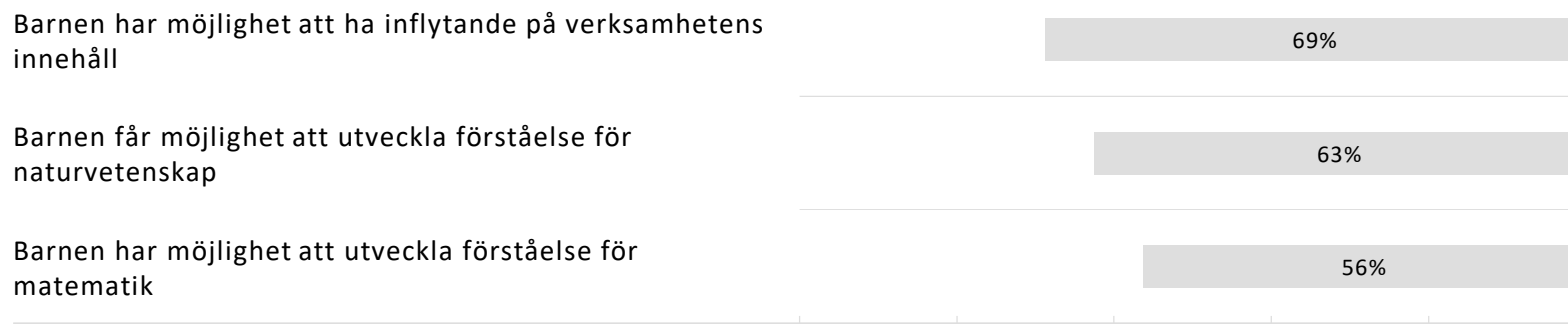 Barnen har möjlighet att ha inflytande på verksamhetens
innehåll
69%
Barnen får möjlighet att utveckla förståelse för
naturvetenskap
63%
Barnen har möjlighet att utveckla förståelse för
matematik
56%